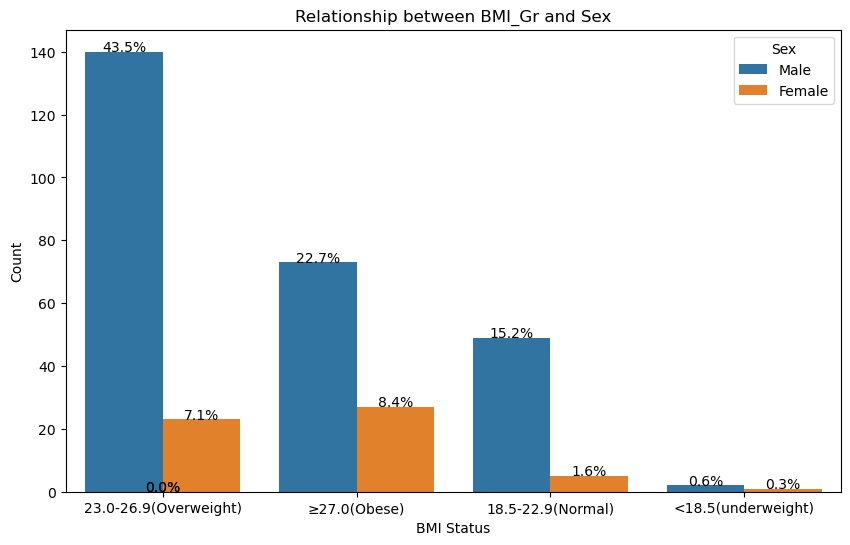 Relationship between BMI_Gr and Sex
Sex
Male
Female
Count
140
120
100
80
60
40
20
0
43.5%
7.1%
22.7%
8.4%
15.2%
1.6%
0.6%
0.3%
0.0%
23.0-26.9(Overweight)
≥27.0(Obese)
18.5-22.9(Normal)
<18.5(underweight)
BMI Status